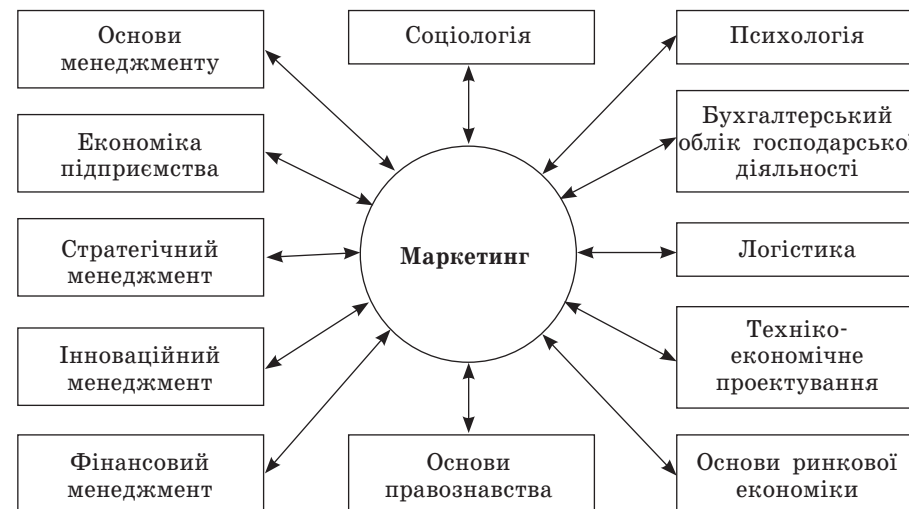 Основи
менеджменту
Соціологія
Психологія
Економіка
підприємства
Бухгалтерський
облік господарської
діяльності
Стратегічний
менеджмент
Маркетинг
Логістика
Інноваційний
менеджмент
Техніко-
економічне
проектування
Фінансовий
менеджмент
Основи
правознавства
Основи ринкової
економіки